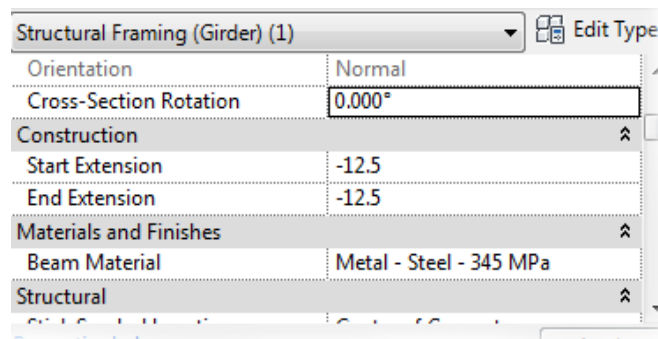 Structural Framing (Girder) (1) Edit Type
Orientation Normal
Cross-Section Rotation 0.000°
Construction
Start Extension -12.5
End Extension -12.5
Materials and Finishes
Beam Material Metal - Steel - 345 MPa
Structural